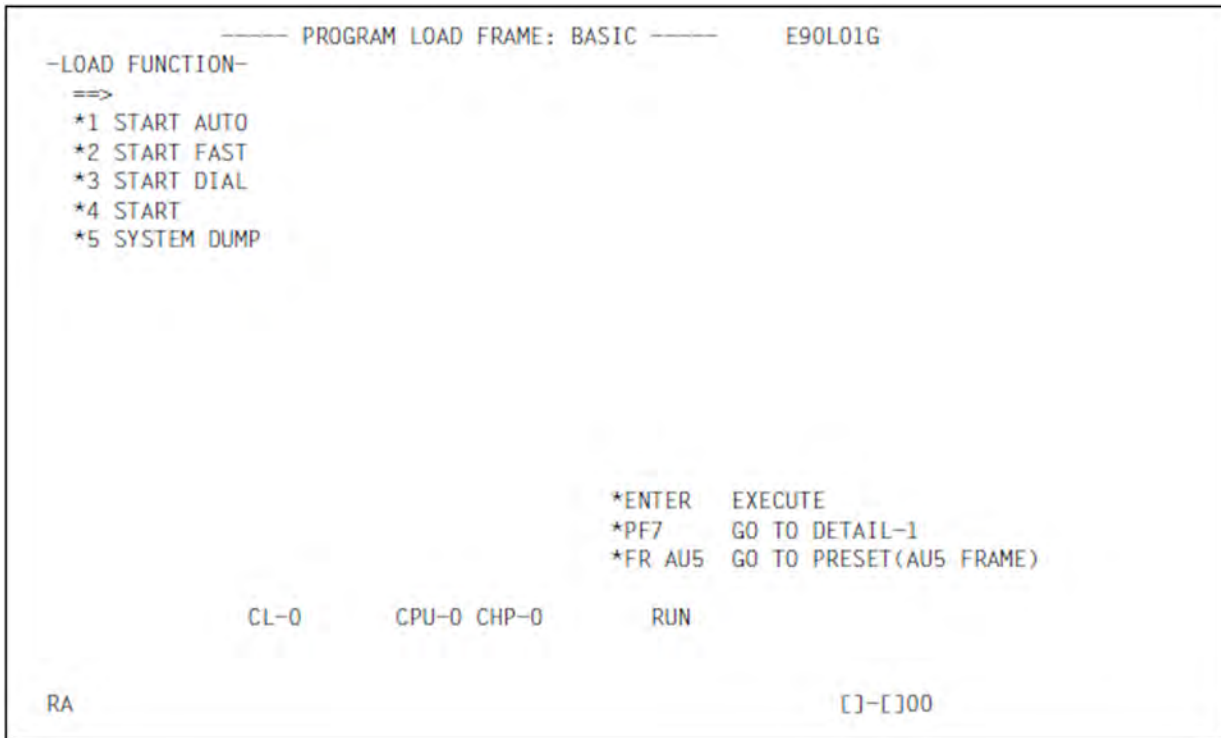 ----- PROGRAM LOAD FRAME: BASIC ----- E90L01G
-LOAD FUNCTION-
==>
*1 START AUTO
*2 START FAST
*3 START DIAL
*4 START
*5 SYSTEM DUMP
*ENTER EXECUTE
*PF7 GO TO DETAIL-1
*FR AU5 GO TO PRESET(AU5 FRAME)
CL-0 CPU-0 CHP-0 RUN
RA []-[]00